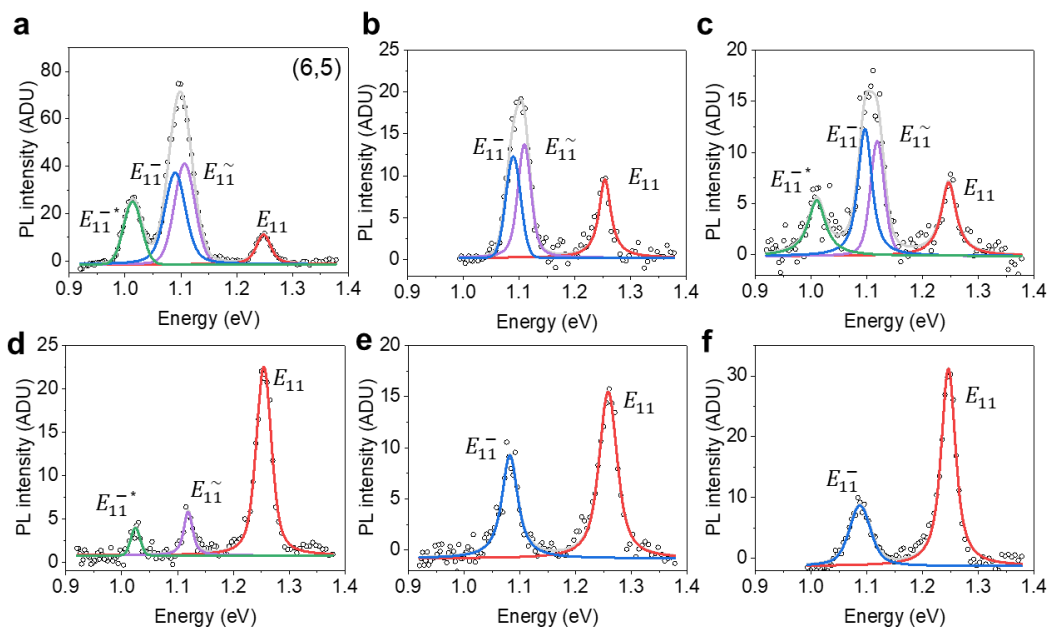 a
(6,5)
PL intensity (ADU)
80
60
40
20
0
E₁₁⁻*
E₁₁⁻
E₁₁~
E₁₁
0.9 1.0 1.1 1.2 1.3 1.4
Energy (eV)
b
PL intensity (ADU)
25
20
15
10
5
0
E₁₁⁻
E₁₁~
E₁₁
0.9 1.0 1.1 1.2 1.3 1.4
Energy (eV)
c
PL intensity (ADU)
20
15
10
5
0
E₁₁⁻*
E₁₁⁻
E₁₁~
E₁₁
0.9 1.0 1.1 1.2 1.3 1.4
Energy (eV)
d
PL intensity (ADU)
25
20
15
10
5
0
E₁₁⁻*
E₁₁~
E₁₁
0.9 1.0 1.1 1.2 1.3 1.4
Energy (eV)
e
PL intensity (ADU)
20
15
10
5
0
E₁₁⁻
E₁₁
0.9 1.0 1.1 1.2 1.3 1.4
Energy (eV)
f
PL intensity (ADU)
30
20
10
0
E₁₁⁻
E₁₁
0.9 1.0 1.1 1.2 1.3 1.4
Energy (eV)